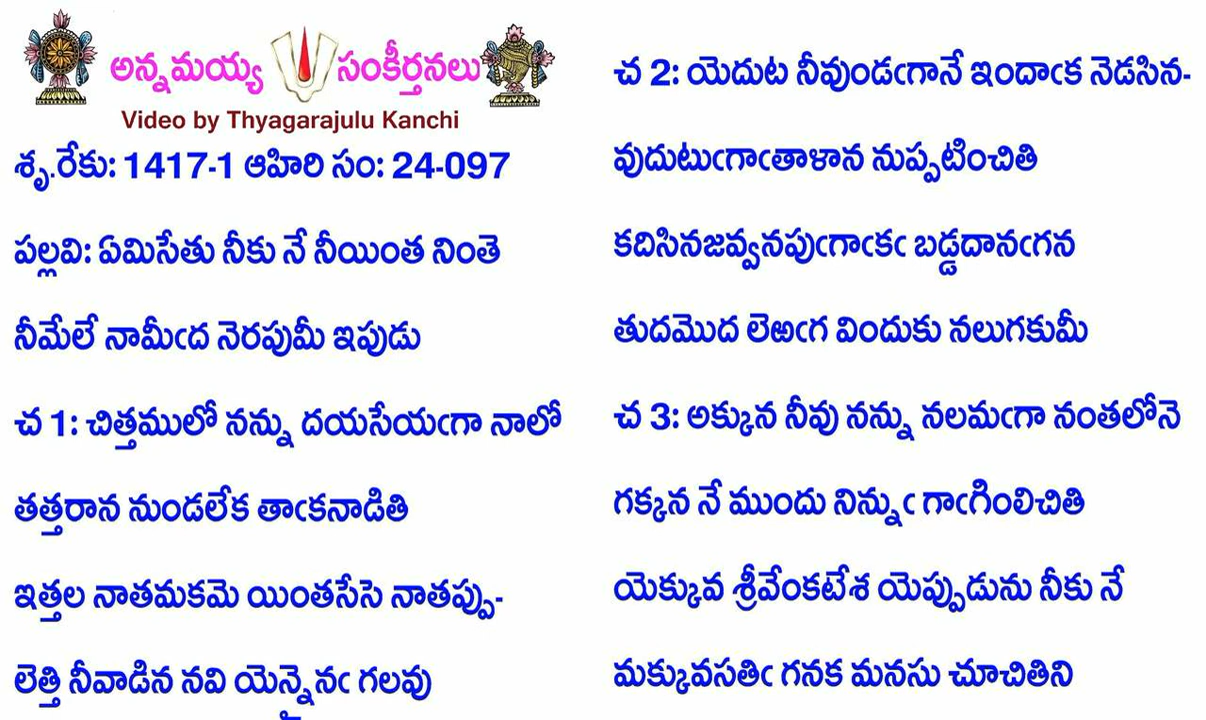 అన్నమయ్య సంకీర్తనలు
Video by Thyagarajulu Kanchi
శృ.రేకు: 1417-1 ఆహిరి సం: 24-097
పల్లవి: ఏమిసేతు నీకు నే నీయింత నింతె
నీమేలే నామీఁద నెరపుమీ ఇపుడు
చ 1: చిత్తములో నన్ను దయసేయఁగా నాలో
తత్తరాన నుండలేక తాఁకనాడితి
ఇత్తల నాతమకమె యింతసేసె నాతప్పు-
లెత్తి నీవాడిన నవి యెన్నైనఁ గలవు
చ 2: యెదుట నీవుండఁగానే ఇందాఁక నెడసిన-
వుదుటుఁగాఁతాళాన నుప్పటించితి
కదిసినజవ్వనపుఁగాఁకఁ బడ్డదానఁగన
తుదమొద లెఱఁగ విందుకు నలుగకుమీ
చ 3: అక్కున నీవు నన్ను నలమఁగా నంతలోనె
గక్కన నే ముందు నిన్నుఁ గాఁగింలిచితి
యెక్కువ శ్రీవేంకటేశ యెప్పుడును నీకు నే
మక్కువసతిఁ గనక మనసు చూచితిని